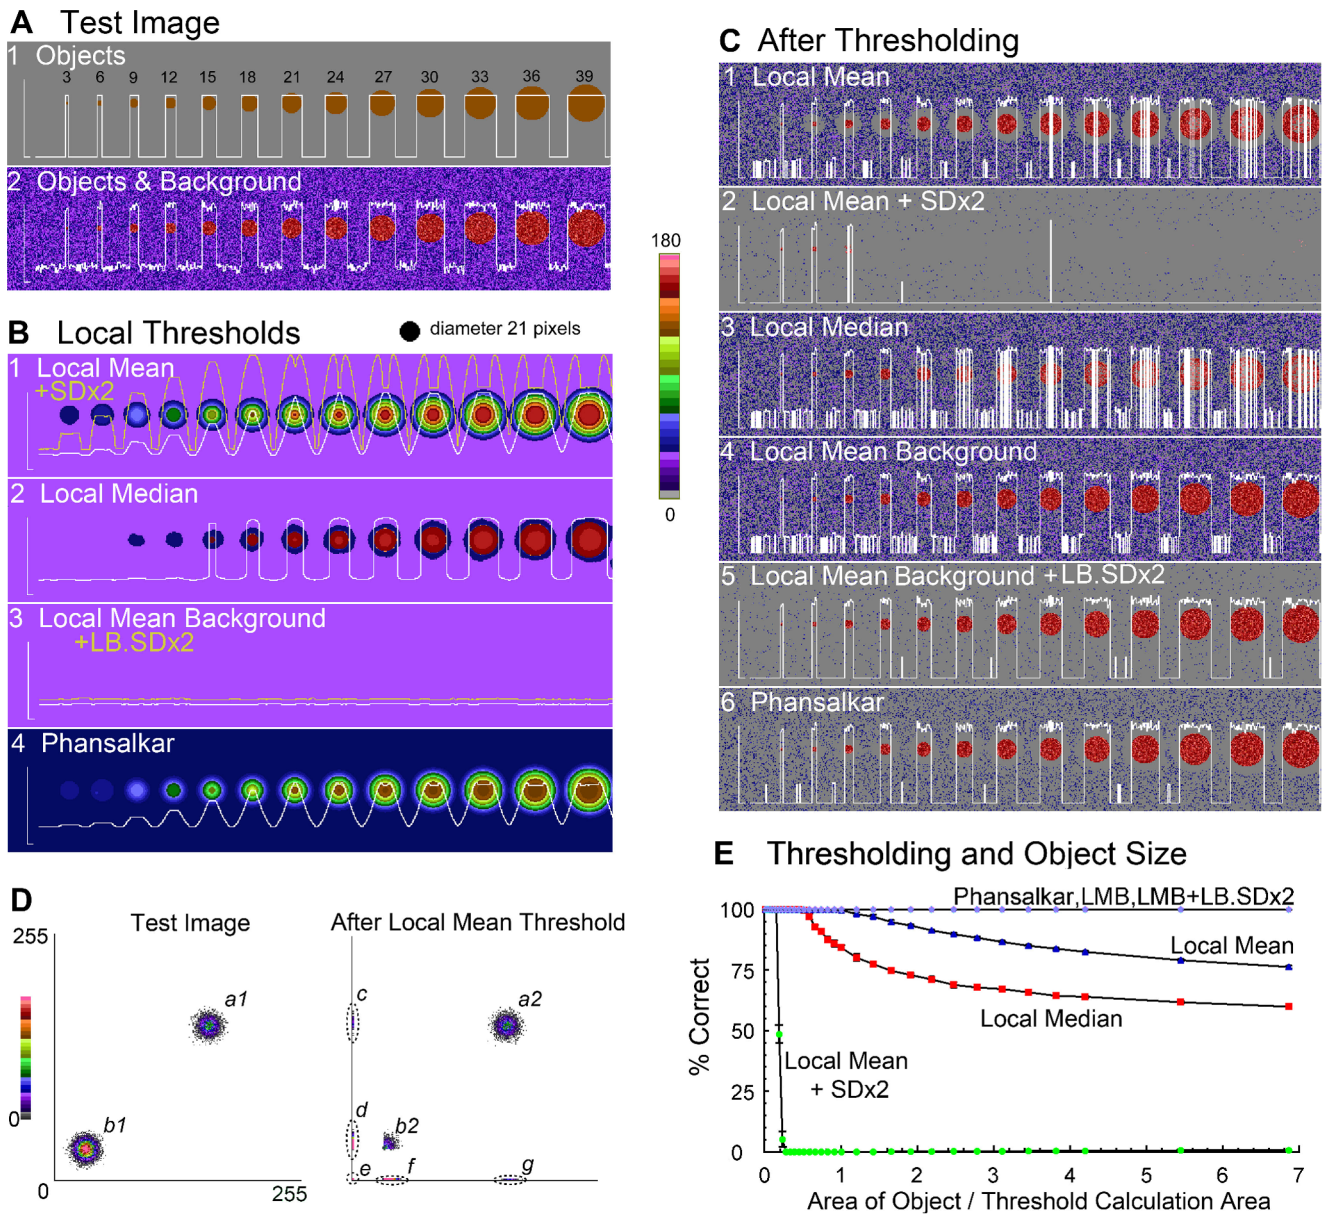 A Test Image
1 Objects
3 6 9 12 15 18 21 24 27 30 33 36 39
2 Objects & Background
180
0
B Local Thresholds
diameter 21 pixels
1 Local Mean
+SDx2
2 Local Median
3 Local Mean Background
+LB.SDx2
4 Phansalkar
C After Thresholding
1 Local Mean
2 Local Mean + SDx2
3 Local Median
4 Local Mean Background
5 Local Mean Background +LB.SDx2
6 Phansalkar
D
Test Image
After Local Mean Threshold
255
a1
b1
0
0
255
c
a2
d
b2
e
f
g
E Thresholding and Object Size
Phansalkar,LMB,LMB+LB.SDx2
Local Mean
Local Median
Local Mean
+ SDx2
% Correct
100
75
50
25
0
0 1 2 3 4 5 6 7
Area of Object / Threshold Calculation Area